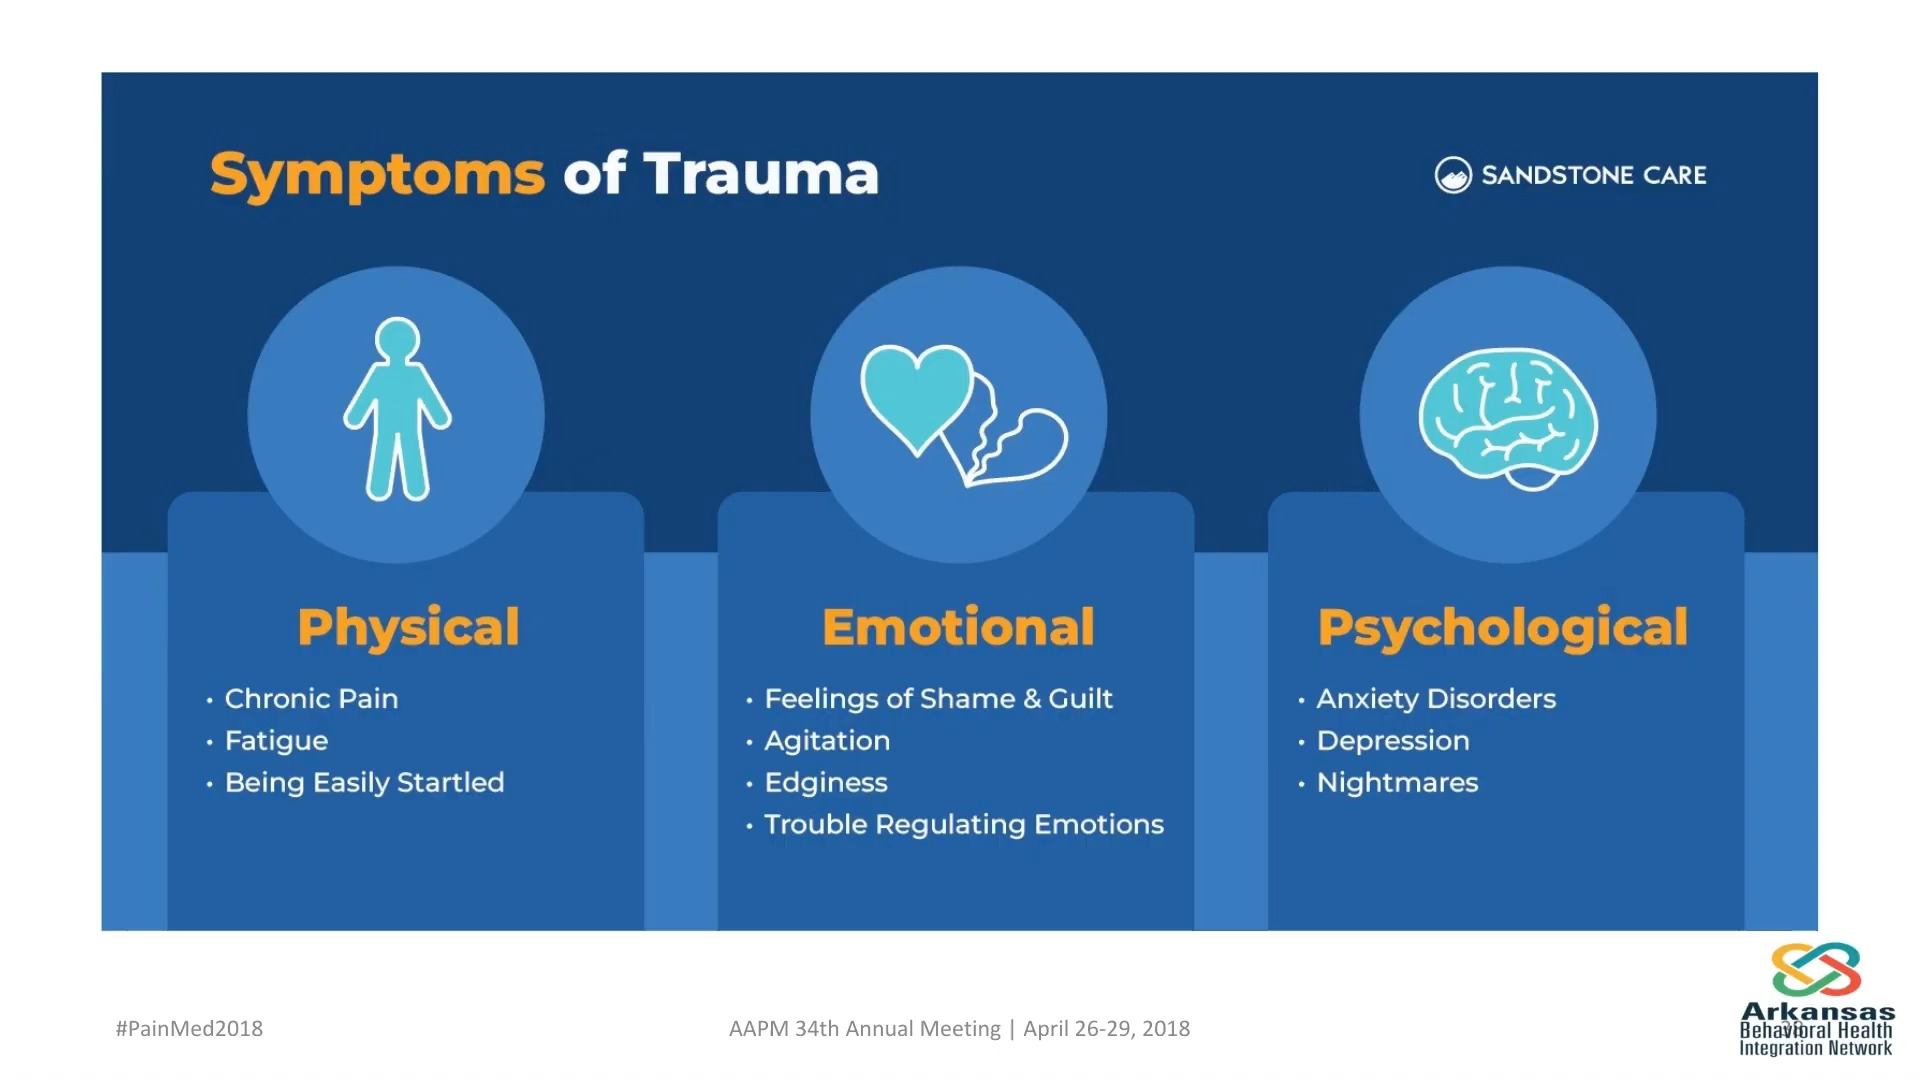 Symptoms of Trauma
SANDSTONE CARE
Physical
• Chronic Pain
• Fatigue
• Being Easily Startled
Emotional
• Feelings of Shame & Guilt
• Agitation
• Edginess
• Trouble Regulating Emotions
Psychological
• Anxiety Disorders
• Depression
• Nightmares
#PainMed2018
AAPM 34th Annual Meeting | April 26-29, 2018
Arkansas
Behavioral Health
Integration Network